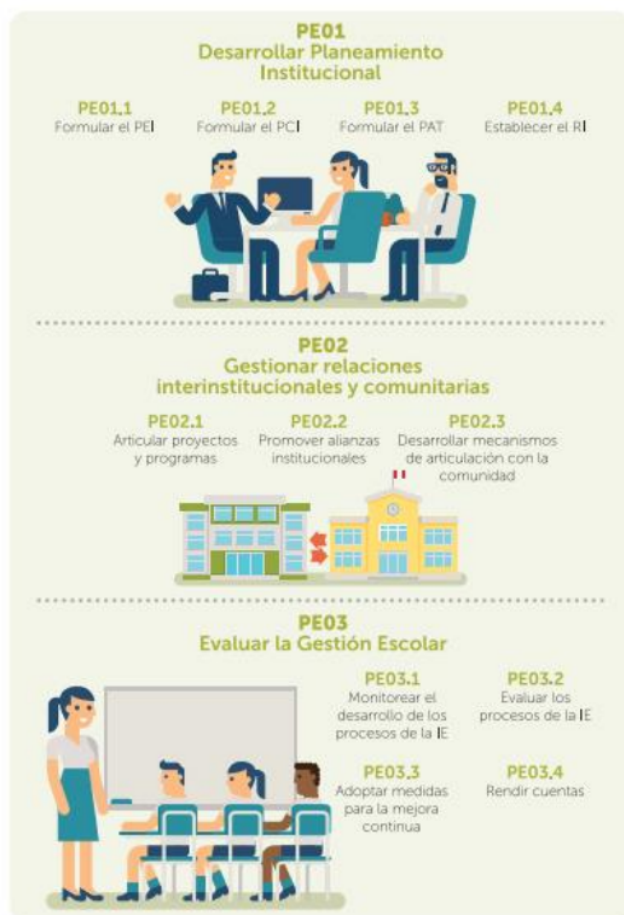 PE01
Desarrollar Planeamiento
Institucional
PE01.1
Formular el PEI
PE01.2
Formular el PCI
PE01.3
Formular el PAT
PE01.4
Establecer el RI
PE02
Gestionar relaciones
interinstitucionales y comunitarias
PE02.1
Articular proyectos
y programas
PE02.2
Promover alianzas
institucionales
PE02.3
Desarrollar mecanismos
de articulación con la
comunidad
PE03
Evaluar la Gestión Escolar
PE03.1
Monitorear el
desarrollo de los
procesos de la IE
PE03.2
Evaluar los
procesos de la IE
PE03.3
Adoptar medidas
para la mejora
continua
PE03.4
Rendir cuentas